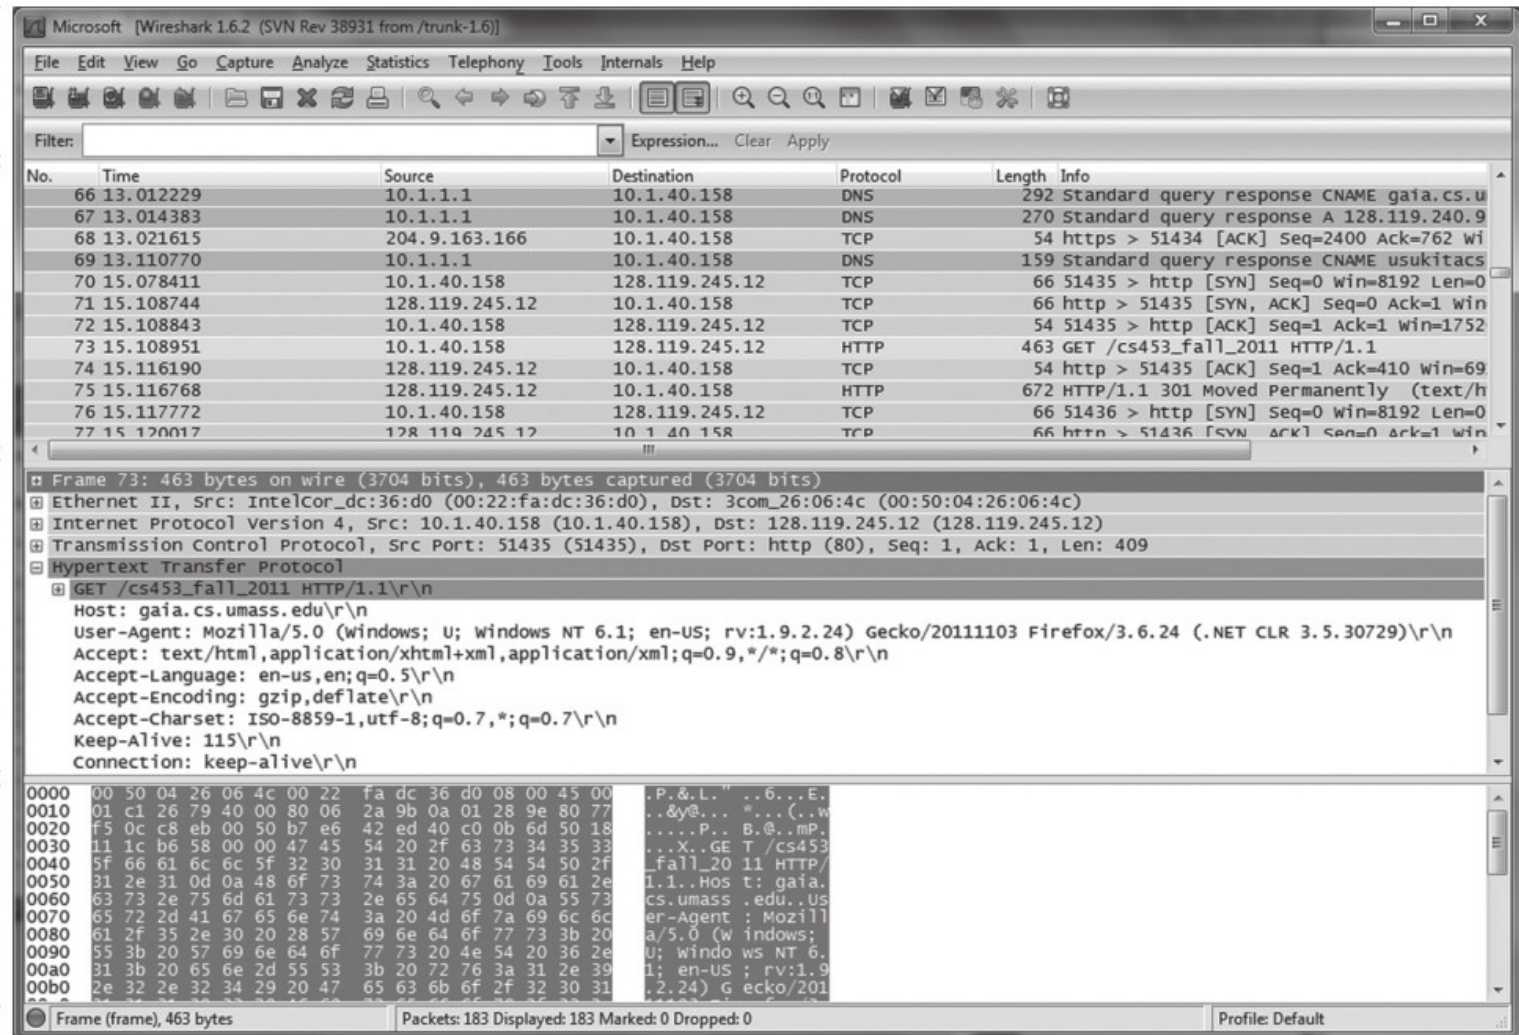 Microsoft [Wireshark 1.6.2 (SVN Rev 38931 from /trunk-1.6)]
File Edit View Go Capture Analyze Statistics Telephony Tools Internals Help
Filter: Expression... Clear Apply
No. Time Source Destination Protocol Length Info
66 13.012229 10.1.1.1 10.1.40.158 DNS 292 Standard query response CNAME gaia.cs.u
67 13.014383 10.1.1.1 10.1.40.158 DNS 270 Standard query response A 128.119.240.9
68 13.021615 204.9.163.166 10.1.40.158 TCP 54 https > 51434 [ACK] Seq=2400 Ack=762 Wi
69 13.110770 10.1.1.1 10.1.40.158 DNS 159 Standard query response CNAME usukitacs
70 15.078411 10.1.40.158 128.119.245.12 TCP 66 51435 > http [SYN] Seq=0 Win=8192 Len=0
71 15.108744 128.119.245.12 10.1.40.158 TCP 66 http > 51435 [SYN, ACK] Seq=0 Ack=1 Win
72 15.108843 10.1.40.158 128.119.245.12 TCP 54 51435 > http [ACK] Seq=1 Ack=1 Win=1752
73 15.108951 10.1.40.158 128.119.245.12 HTTP 463 GET /cs453_fall_2011 HTTP/1.1
74 15.116190 128.119.245.12 10.1.40.158 TCP 54 http > 51435 [ACK] Seq=1 Ack=410 Win=69
75 15.116768 128.119.245.12 10.1.40.158 HTTP 672 HTTP/1.1 301 Moved Permanently (text/h
76 15.117772 10.1.40.158 128.119.245.12 TCP 66 51436 > http [SYN] Seq=0 Win=8192 Len=0
77 15.120017 128.119.245.12 10.1.40.158 TCP 66 http > 51436 [SYN, ACK] Seq=0 Ack=1 Win
Frame 73: 463 bytes on wire (3704 bits), 463 bytes captured (3704 bits)
Ethernet II, Src: IntelCor_dc:36:d0 (00:22:fa:dc:36:d0), Dst: 3com_26:06:4c (00:50:04:26:06:4c)
Internet Protocol Version 4, Src: 10.1.40.158 (10.1.40.158), Dst: 128.119.245.12 (128.119.245.12)
Transmission Control Protocol, Src Port: 51435 (51435), Dst Port: http (80), Seq: 1, Ack: 1, Len: 409
Hypertext Transfer Protocol
GET /cs453_fall_2011 HTTP/1.1\r\n
Host: gaia.cs.umass.edu\r\n
User-Agent: Mozilla/5.0 (Windows; U; Windows NT 6.1; en-US; rv:1.9.2.24) Gecko/20111103 Firefox/3.6.24 (.NET CLR 3.5.30729)\r\n
Accept: text/html,application/xhtml+xml,application/xml;q=0.9,*/*;q=0.8\r\n
Accept-Language: en-us,en;q=0.5\r\n
Accept-Encoding: gzip,deflate\r\n
Accept-Charset: ISO-8859-1,utf-8;q=0.7,*;q=0.7\r\n
Keep-Alive: 115\r\n
Connection: keep-alive\r\n
0000 00 50 04 26 06 4c 00 22 fa dc 36 d0 08 00 45 00 .P.&.L." ..6...E.
0010 01 c1 26 79 40 00 80 06 2a 9b 0a 01 28 9e 80 77 ..&y@... *...(..w
0020 f5 0c c8 eb 00 50 b7 e6 42 ed 40 c0 0b 6d 50 18 .....P.. B.@..mP.
0030 11 1c b6 58 00 00 47 45 54 20 2f 63 73 34 35 33 ...X..GE T /cs453
0040 5f 66 61 6c 6c 5f 32 30 31 31 20 48 54 54 50 2f _fall_20 11 HTTP/
0050 31 2e 31 0d 0a 48 6f 73 74 3a 20 67 61 69 61 2e 1.1..Hos t: gaia.
0060 63 73 2e 75 6d 61 73 73 2e 65 64 75 0d 0a 55 73 cs.umass .edu..Us
0070 65 72 2d 41 67 65 6e 74 3a 20 4d 6f 7a 69 6c 6c er-Agent : Mozill
0080 61 2f 35 2e 30 20 28 57 69 6e 64 6f 77 73 3b 20 a/5.0 (W indows;
0090 55 3b 20 57 69 6e 64 6f 77 73 20 4e 54 20 36 2e U; Windo ws NT 6.
00a0 31 3b 20 65 6e 2d 55 53 3b 20 72 76 3a 31 2e 39 1; en-US ; rv:1.9
00b0 2e 32 2e 32 34 29 20 47 65 63 6b 6f 2f 32 30 31 .2.24) G ecko/201
Frame (frame), 463 bytes Packets: 183 Displayed: 183 Marked: 0 Dropped: 0 Profile: Default